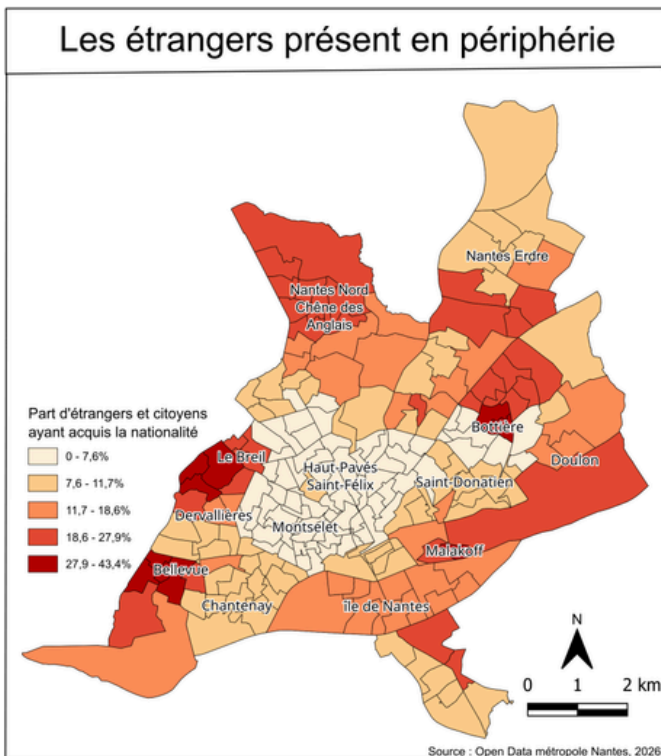 Les étrangers présent en périphérie
Nantes Erdre
Nantes Nord
Chêne des
Anglais
Part d'étrangers et citoyens
ayant acquis la nationalité
0 - 7,6%
7,6 - 11,7%
11,7 - 18,6%
18,6 - 27,9%
27,9 - 43,4%
Bottière
Le Breil
Haut-Pavés
Saint-Félix
Doulon
Saint-Donatien
Dervallières
Montselet
Malakoff
Bellevue
Chantenay
île de Nantes
N
0 1 2 km
Source : Open Data métropole Nantes, 2026